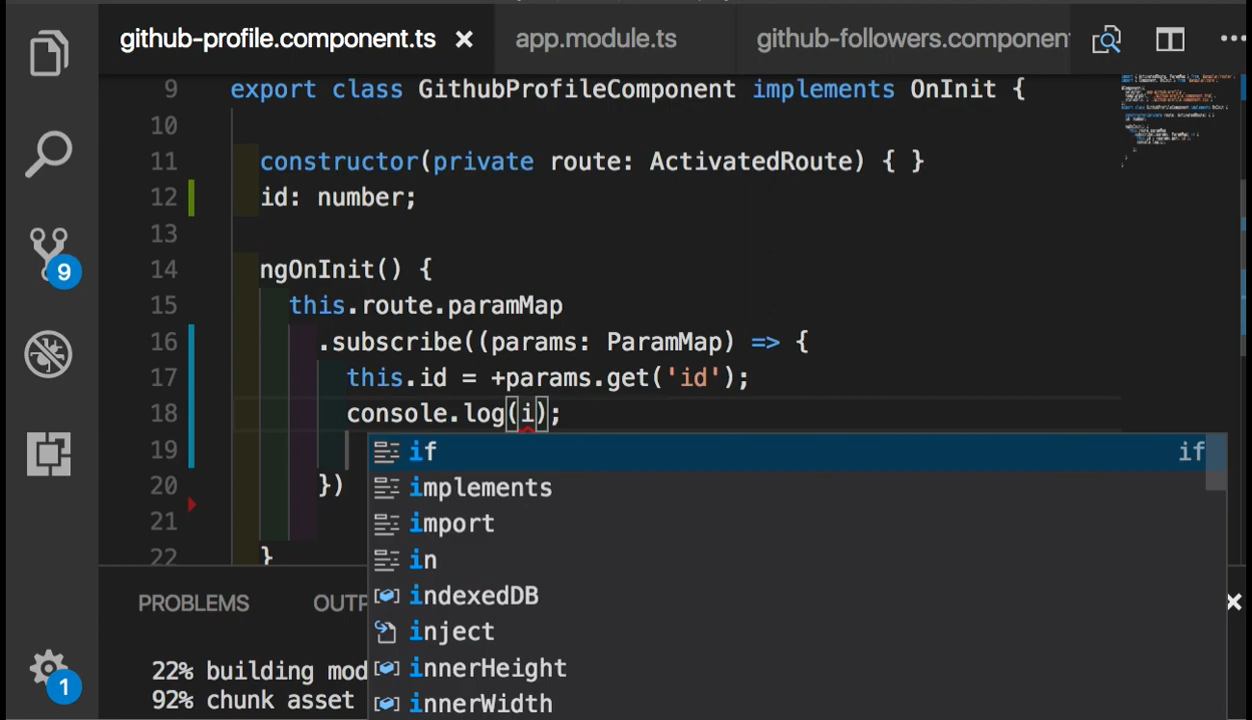 github-profile.component.ts
app.module.ts
github-followers.component
9 export class GithubProfileComponent implements OnInit {
10
11 constructor(private route: ActivatedRoute) { }
12 id: number;
13
14 ngOnInit() {
15 this.route.paramMap
16 .subscribe((params: ParamMap) => {
17 this.id = +params.get('id');
18 console.log(i);
19
20 })
21
22 }
if if
implements
import
in
indexedDB
inject
innerHeight
innerWidth
9
1
PROBLEMS OUTP
22% building mod
92% chunk asset